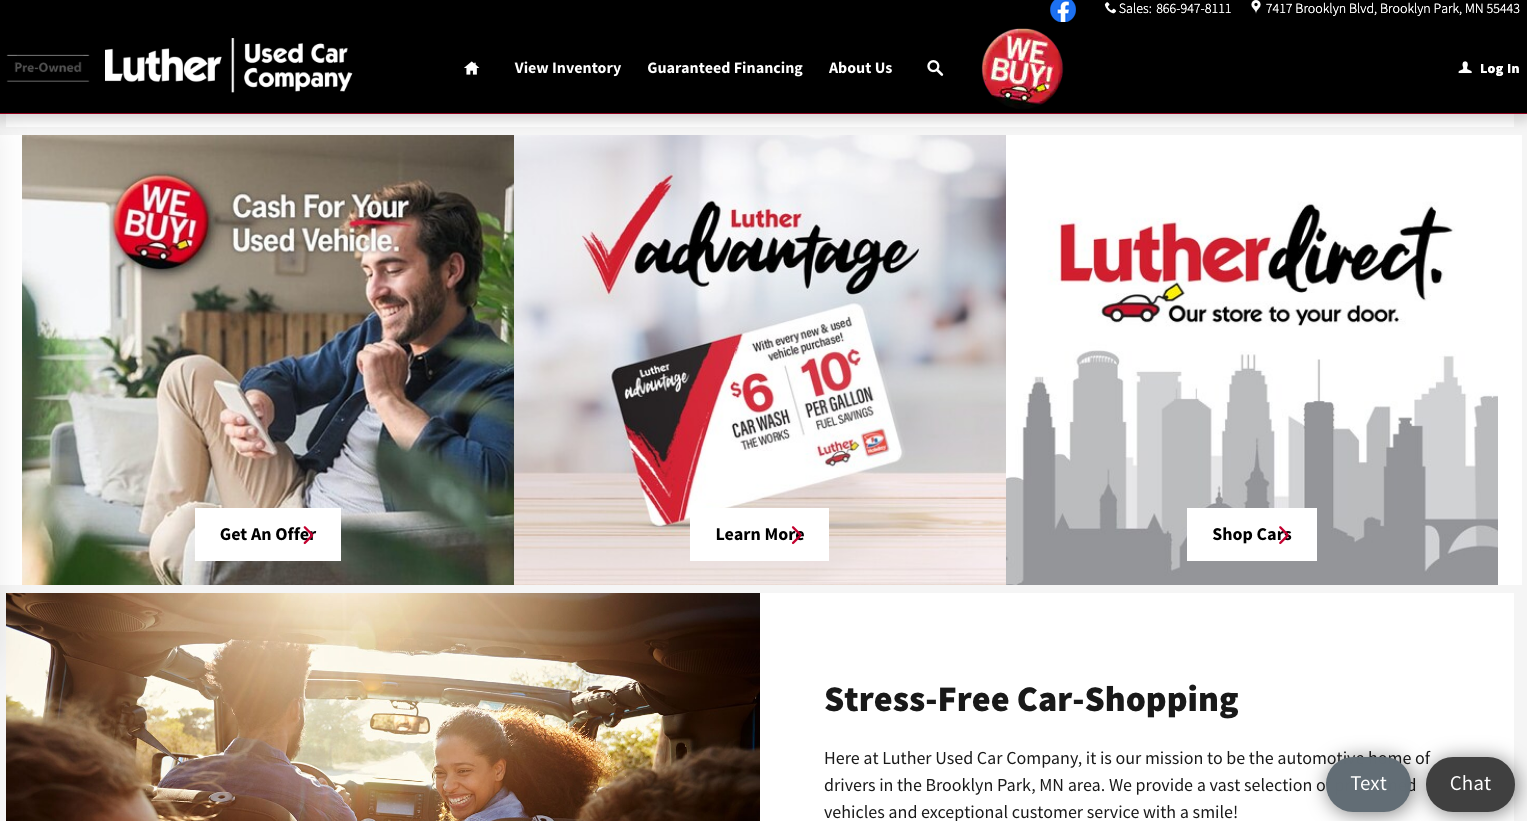 Sales: 866-947-8111
7417 Brooklyn Blvd, Brooklyn Park, MN 55443
Pre-Owned
Luther
Used Car
Company
View Inventory
Guaranteed Financing
About Us
WE
BUY!
Log In
WE
BUY!
Cash For Your
Used Vehicle.
Get An Offer
Luther
advantage
Luther
advantage
With every new & used
vehicle purchase!
$6
CAR WASH
THE WORKS
10¢
PER GALLON
FUEL SAVINGS
Luther
Learn More
Lutherdirect.
Our store to your door.
Shop Cars
Stress-Free Car-Shopping
Here at Luther Used Car Company, it is our mission to be the automotive home of
drivers in the Brooklyn Park, MN area. We provide a vast selection
vehicles and exceptional customer service with a smile!
Text
Chat